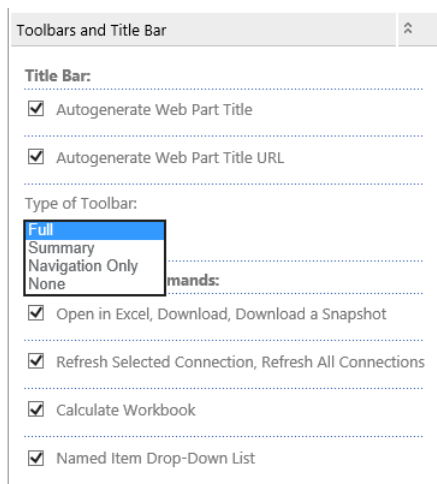 Toolbars and Title Bar
Title Bar:
Autogenerate Web Part Title
Autogenerate Web Part Title URL
Type of Toolbar:
Full
Summary
Navigation Only
None
mands:
Open in Excel, Download, Download a Snapshot
Refresh Selected Connection, Refresh All Connections
Calculate Workbook
Named Item Drop-Down List